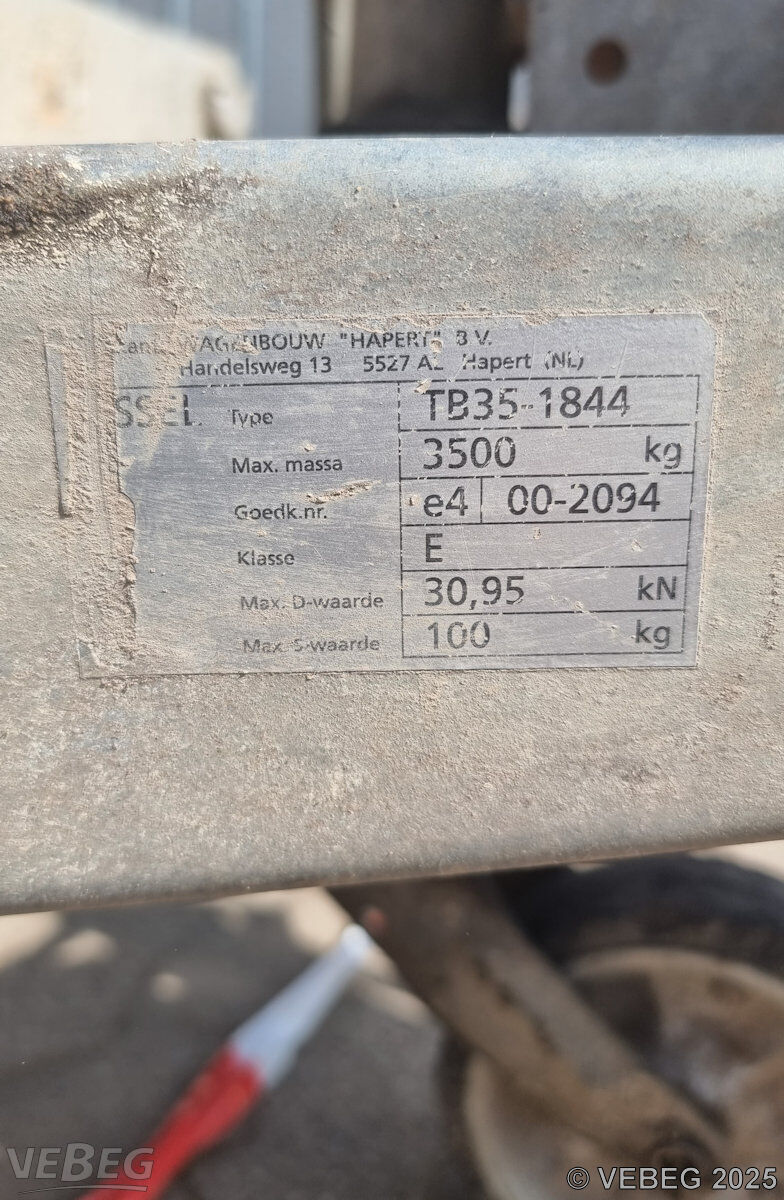 WAGENBOUW "HAPERT" B.V.
Handelsweg 13 5527 AL Hapert (NL)
SSEL
Type TB35-1844
Max. massa 3500 kg
Goedk.nr. e4 00-2094
Klasse E
Max. D-waarde 30,95 kN
Max. S-waarde 100 kg
VEBEG
© VEBEG 2025